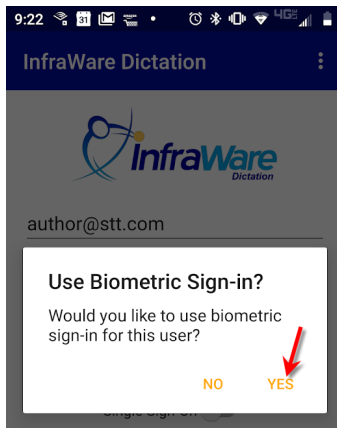 9:22 31 4GE
InfraWare Dictation
InfraWare
Dictation
author@stt.com
Use Biometric Sign-in?
Would you like to use biometric
sign-in for this user?
NO YES
Single Sign On